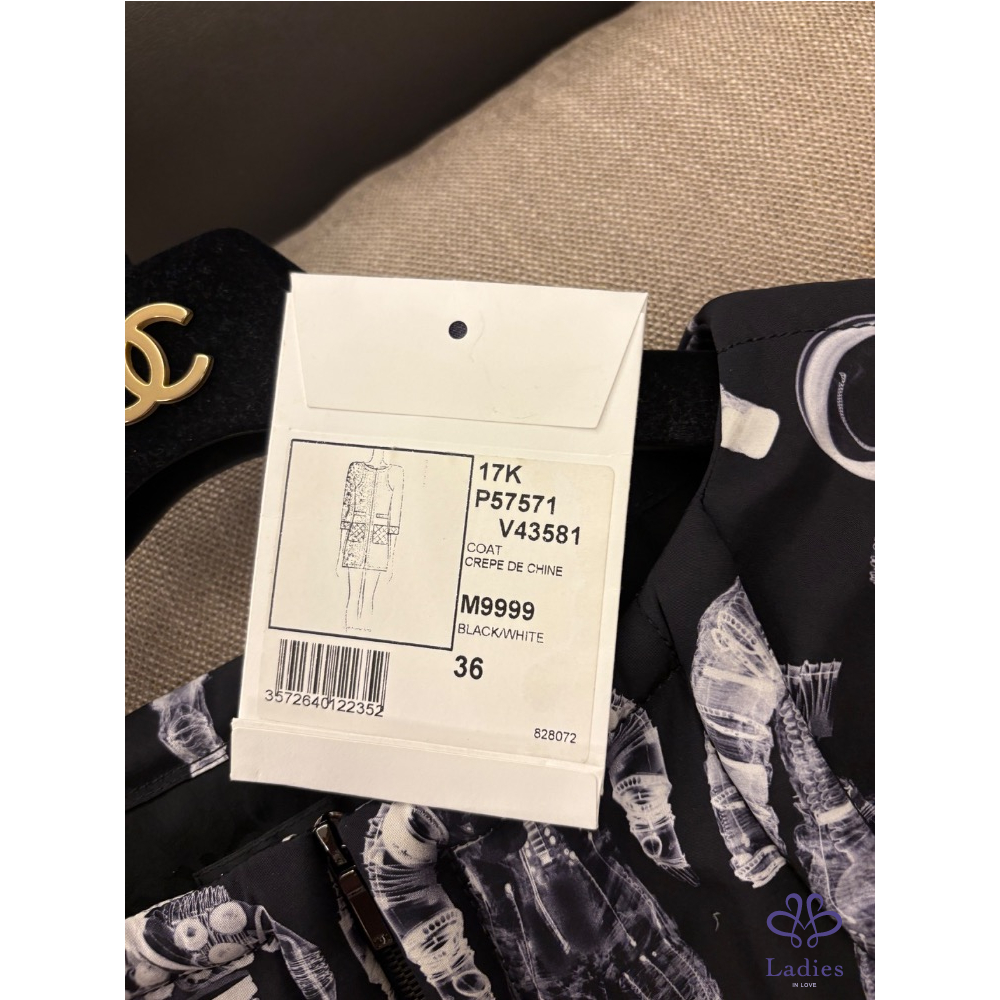 17K
P57571
V43581
COAT
CREPE DE CHINE
M9999
BLACK/WHITE
36
3572640122352
828072
Ladies
IN LOVE